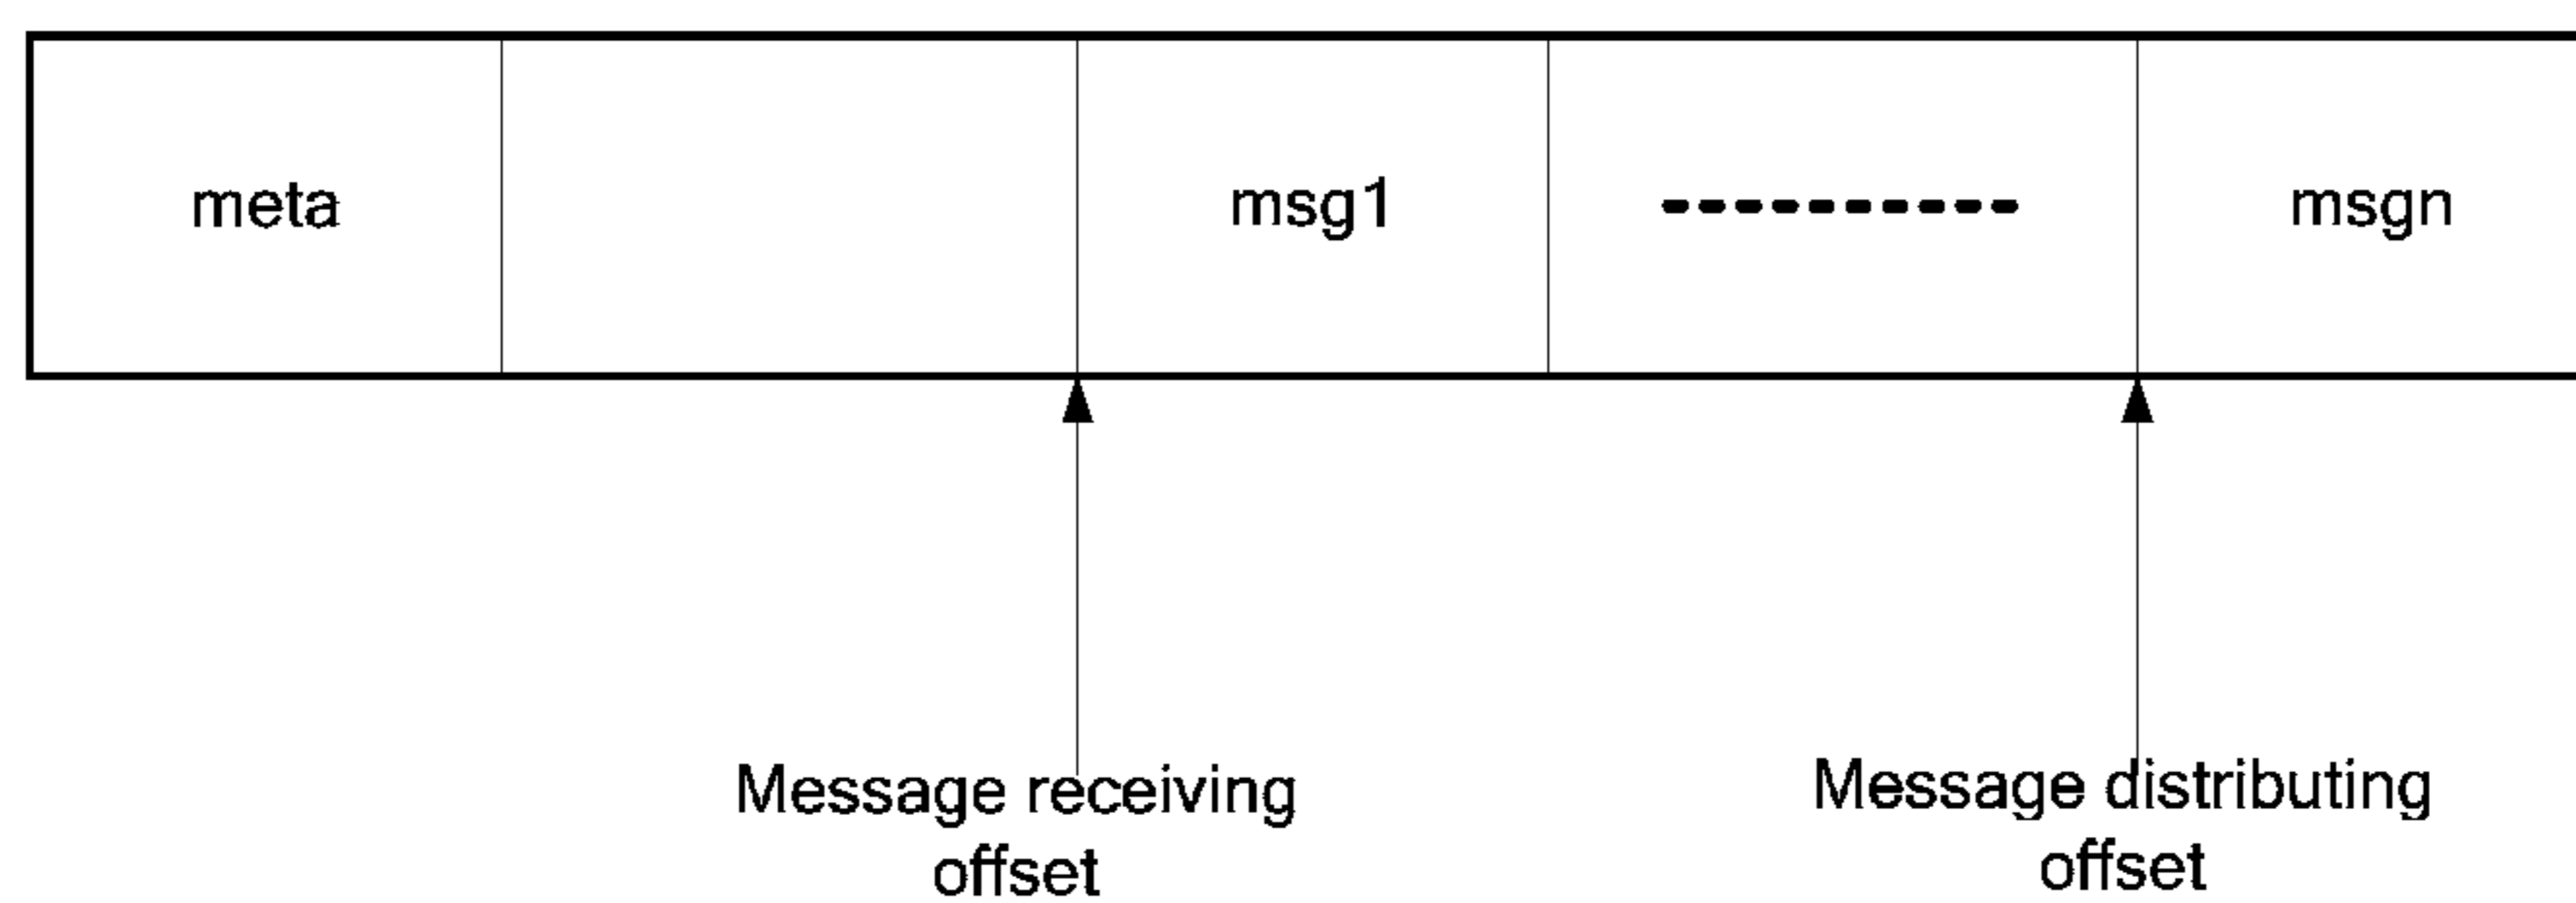 meta
msg1
msgn
Message receiving
offset
Message distributing
offset